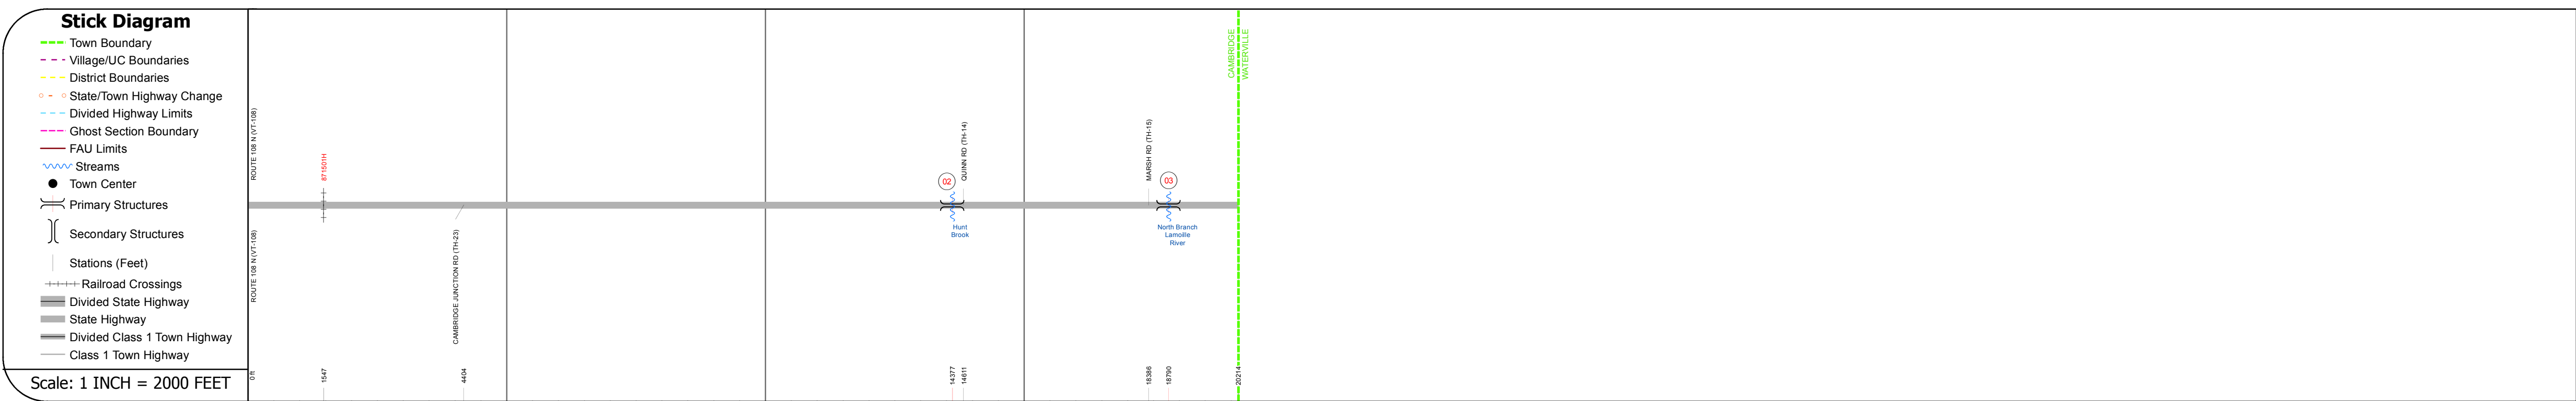 Stick Diagram
Town Boundary
Village/UC Boundaries
District Boundaries
State/Town Highway Change
Divided Highway Limits
Ghost Section Boundary
FAU Limits
Streams
Town Center
Primary Structures
Secondary Structures
Stations (Feet)
Railroad Crossings
Divided State Highway
State Highway
Divided Class 1 Town Highway
Class 1 Town Highway
Scale: 1 INCH = 2000 FEET
ROUTE 108 N (VT-108)
ROUTE 108 N (VT-108)
0 ft
871501H
1547
CAMBRIDGE JUNCTION RD (TH-23)
4404
02
Hunt
Brook
14377
QUINN RD (TH-14)
14611
MARSH RD (TH-15)
18386
03
North Branch
Lamoille
River
18790
CAMBRIDGE
WATERVILLE
20214